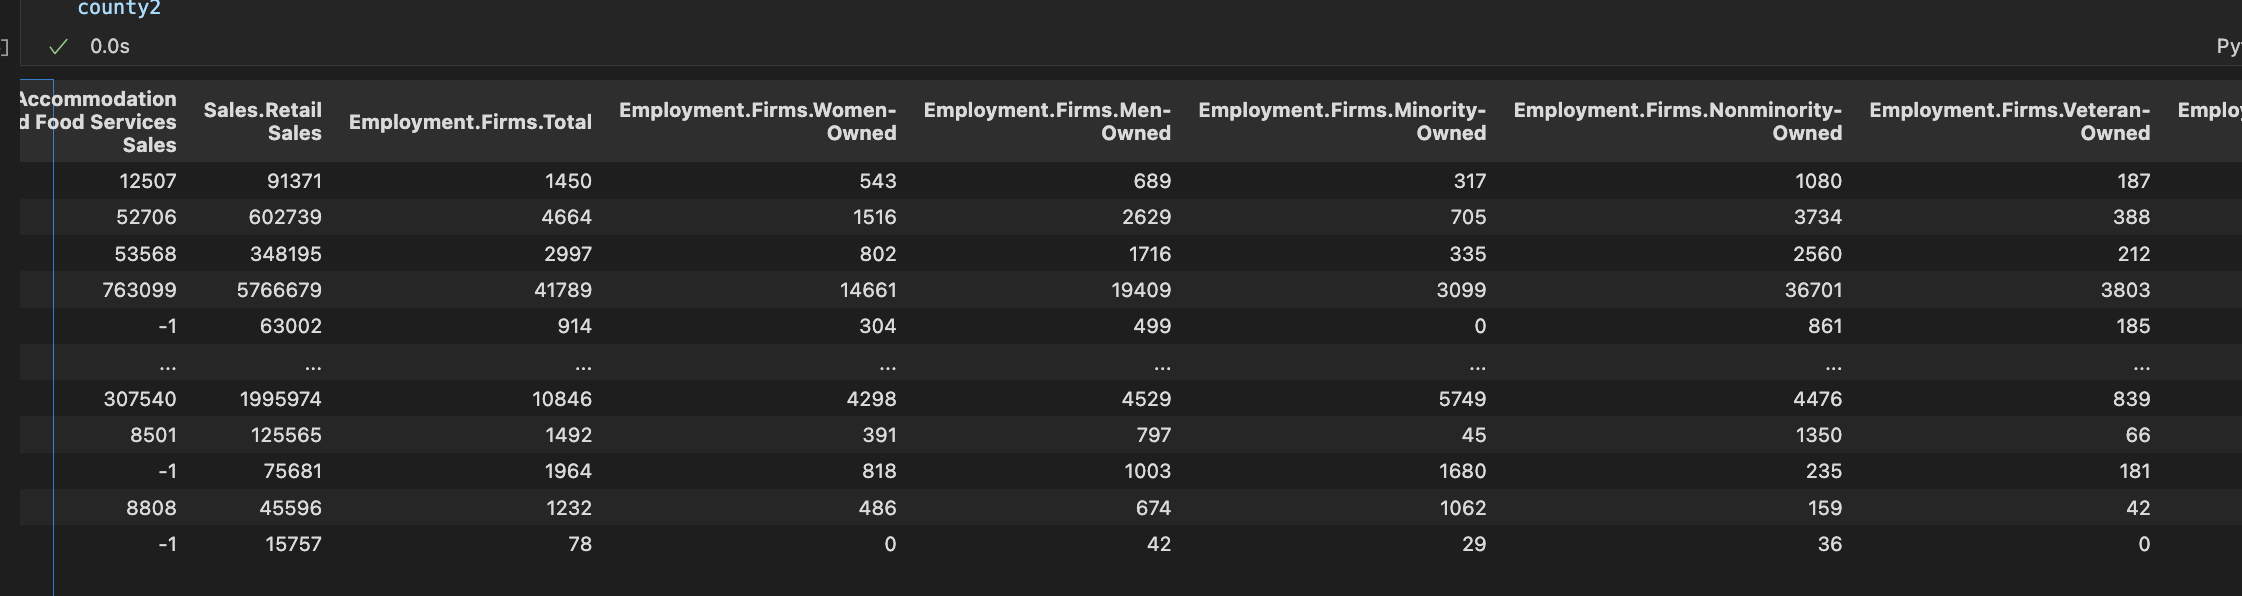 county2
] ✓ 0.0s Py
Accommodation
d Food Services
Sales
Sales.Retail
Sales
Employment.Firms.Total
Employment.Firms.Women-
Owned
Employment.Firms.Men-
Owned
Employment.Firms.Minority-
Owned
Employment.Firms.Nonminority-
Owned
Employment.Firms.Veteran-
Owned
Emplo
12507 91371 1450 543 689 317 1080 187
52706 602739 4664 1516 2629 705 3734 388
53568 348195 2997 802 1716 335 2560 212
763099 5766679 41789 14661 19409 3099 36701 3803
-1 63002 914 304 499 0 861 185
... ... ... ... ... ... ... ...
307540 1995974 10846 4298 4529 5749 4476 839
8501 125565 1492 391 797 45 1350 66
-1 75681 1964 818 1003 1680 235 181
8808 45596 1232 486 674 1062 159 42
-1 15757 78 0 42 29 36 0